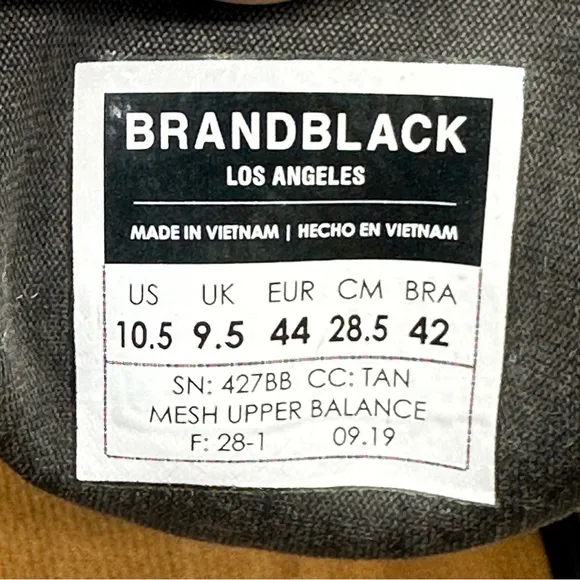 BRANDBLACK
LOS ANGELES
MADE IN VIETNAM | HECHO EN VIETNAM
US UK EUR CM BRA
10.5 9.5 44 28.5 42
SN: 427BB CC: TAN
MESH UPPER BALANCE
F: 28-1 09.19